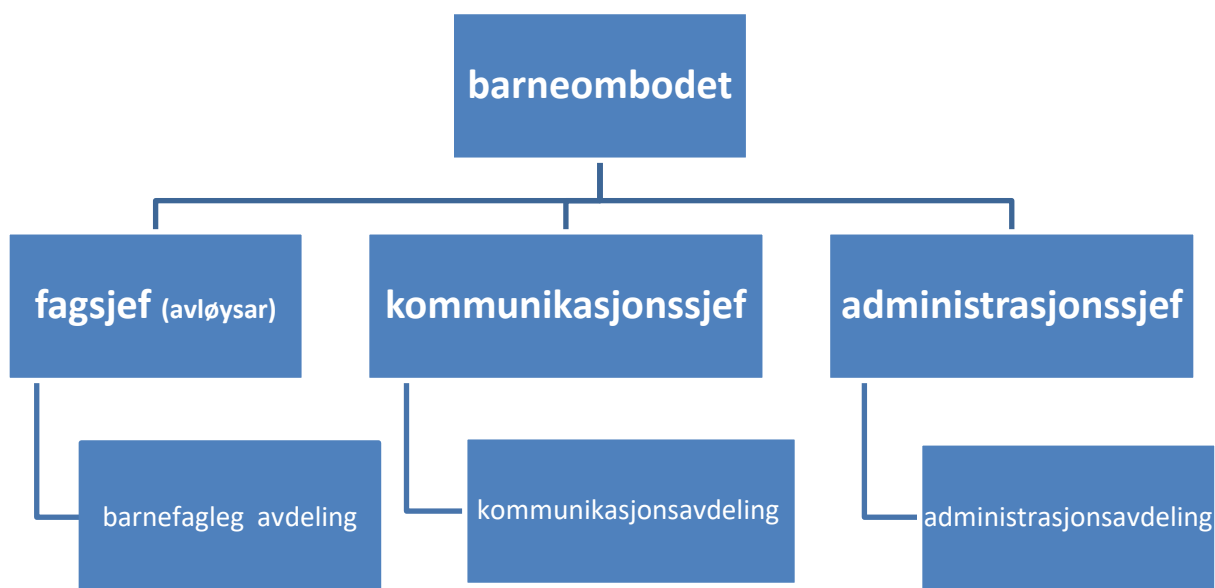 barneombodet
fagsjef (avløysar)
kommunikasjonssjef
administrasjonssjef
barnefagleg avdeling
kommunikasjonsavdeling
administrasjonsavdeling